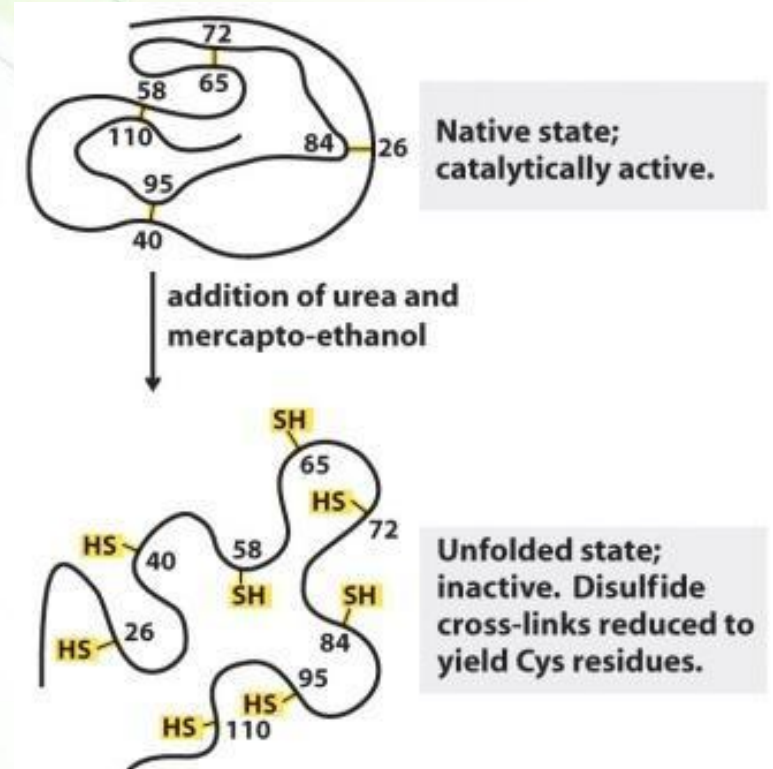 72
65
58
110
84
26
95
40
Native state;
catalytically active.
addition of urea and
mercapto-ethanol
SH
65
HS
72
HS
40
58
SH
SH
84
26
HS
95
HS
HS
110
Unfolded state;
inactive. Disulfide
cross-links reduced to
yield Cys residues.